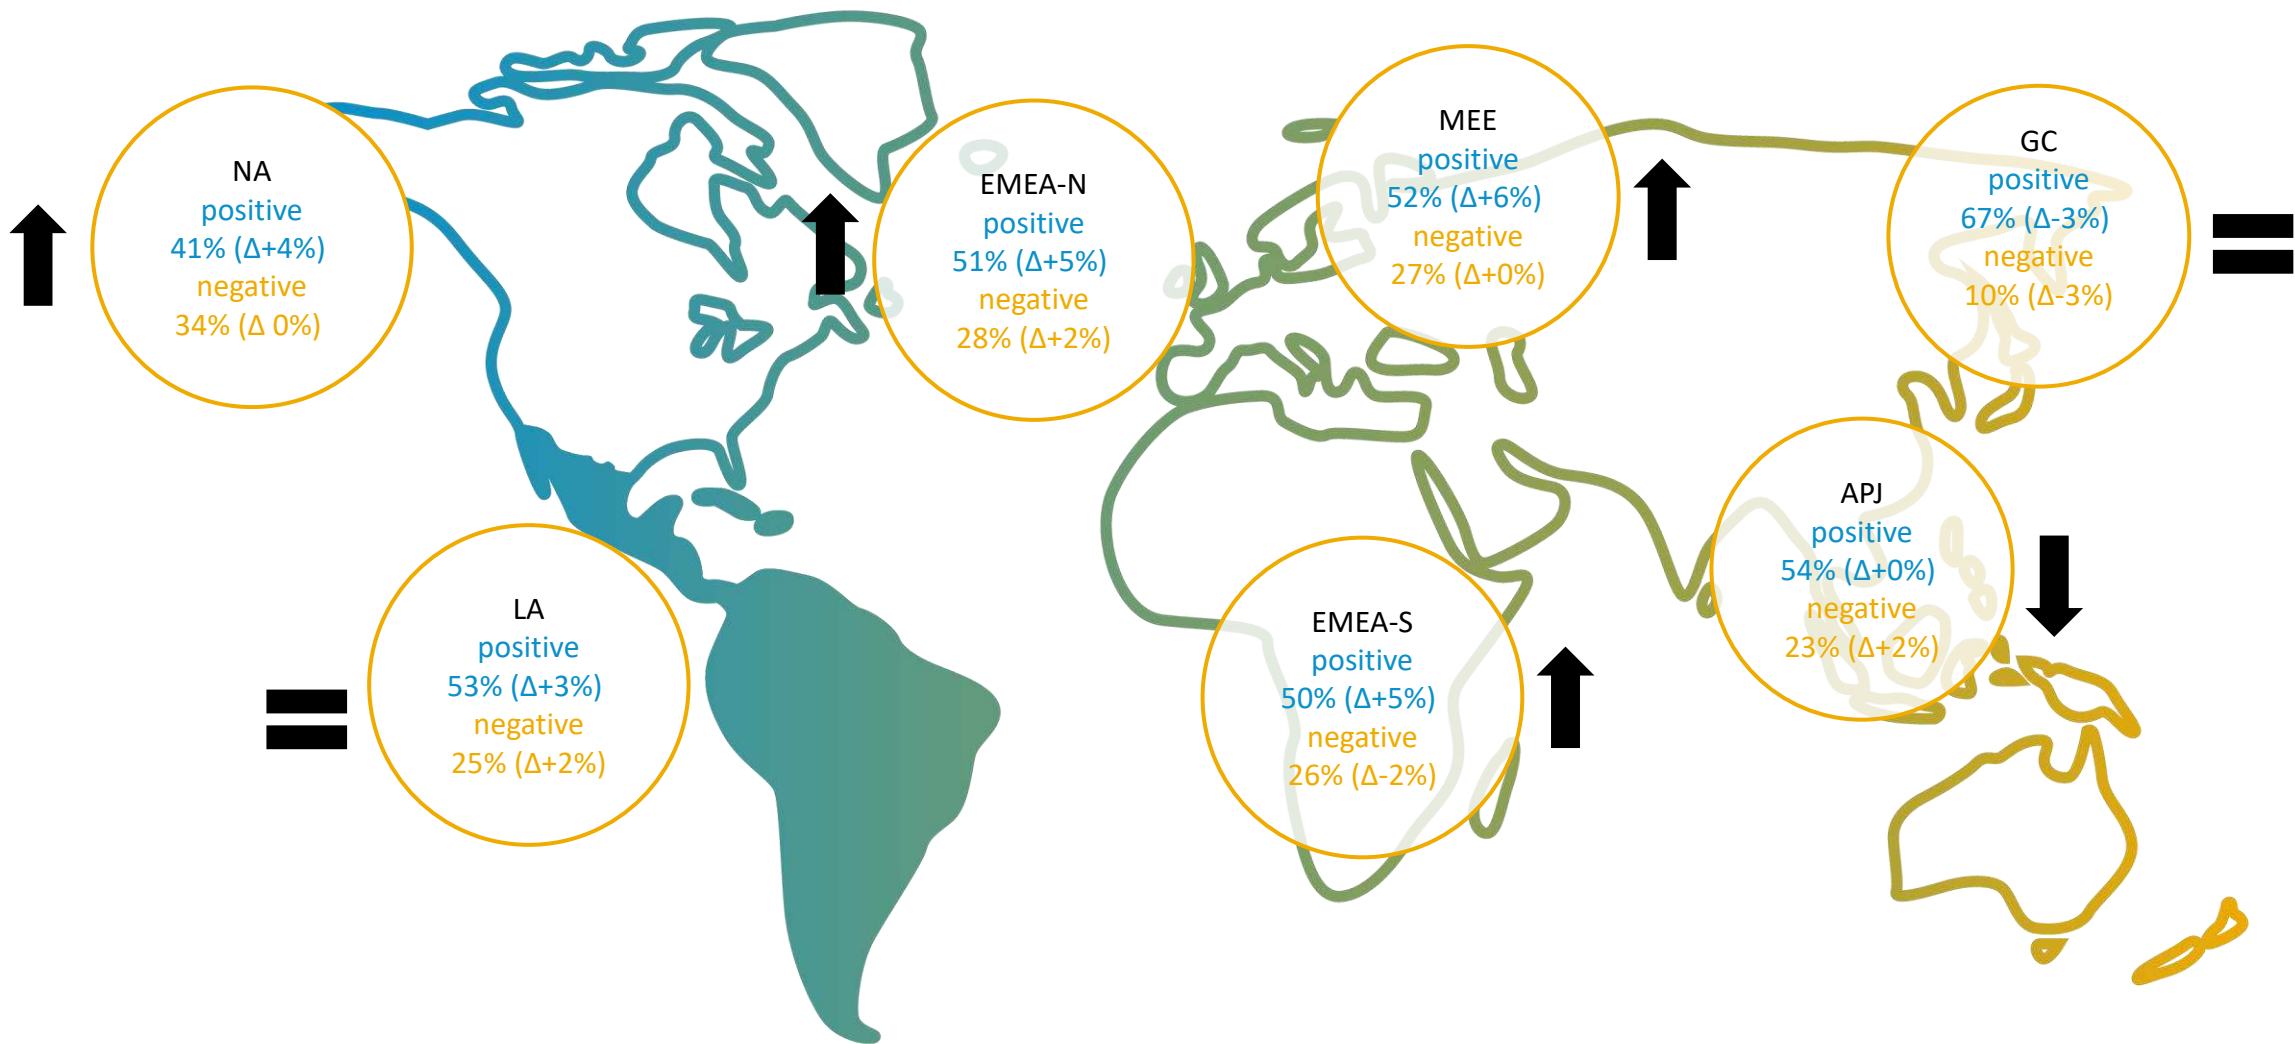 NA
positive
41% (Δ+4%)
negative
34% (Δ 0%)
EMEA-N
positive
51% (Δ+5%)
negative
28% (Δ+2%)
MEE
positive
52% (Δ+6%)
negative
27% (Δ+0%)
GC
positive
67% (Δ-3%)
negative
10% (Δ-3%)
LA
positive
53% (Δ+3%)
negative
25% (Δ+2%)
EMEA-S
positive
50% (Δ+5%)
negative
26% (Δ-2%)
APJ
positive
54% (Δ+0%)
negative
23% (Δ+2%)